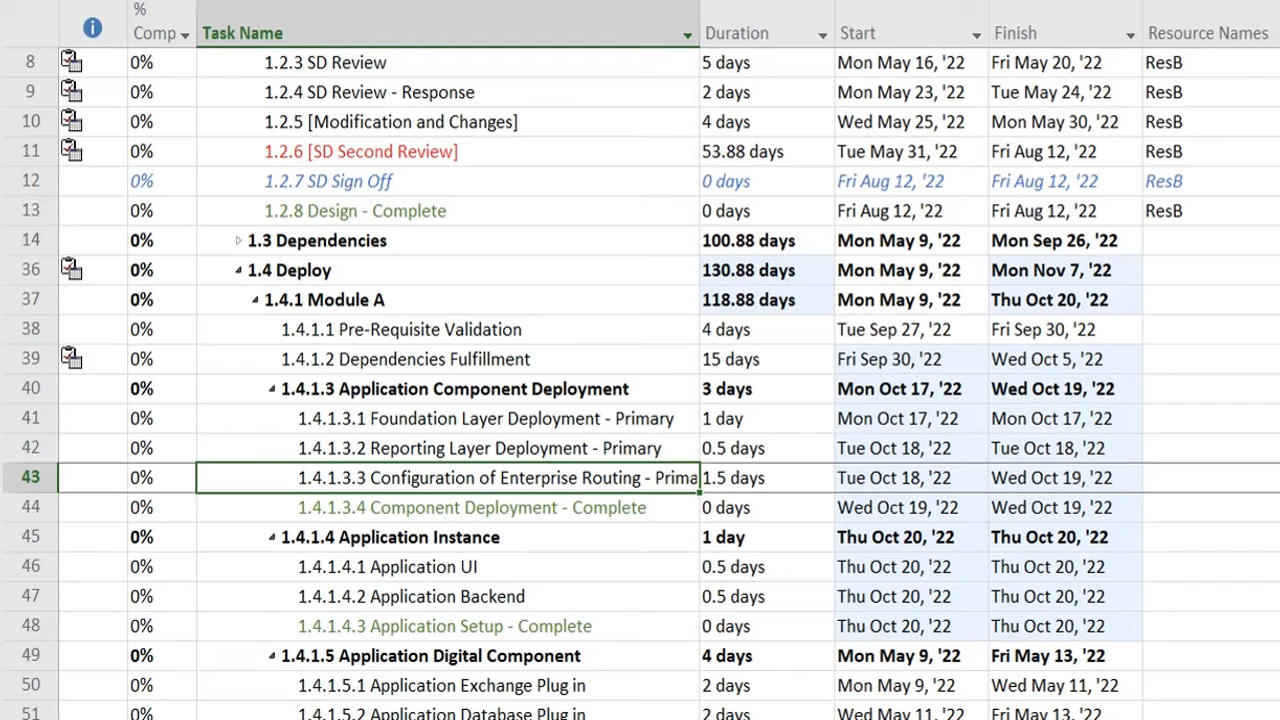 %
Comp Task Name Duration Start Finish Resource Names
8 0% 1.2.3 SD Review 5 days Mon May 16, '22 Fri May 20, '22 ResB
9 0% 1.2.4 SD Review - Response 2 days Mon May 23, '22 Tue May 24, '22 ResB
10 0% 1.2.5 [Modification and Changes] 4 days Wed May 25, '22 Mon May 30, '22 ResB
11 0% 1.2.6 [SD Second Review] 53.88 days Tue May 31, '22 Fri Aug 12, '22 ResB
12 0% 1.2.7 SD Sign Off 0 days Fri Aug 12, '22 Fri Aug 12, '22 ResB
13 0% 1.2.8 Design - Complete 0 days Fri Aug 12, '22 Fri Aug 12, '22 ResB
14 0% 1.3 Dependencies 100.88 days Mon May 9, '22 Mon Sep 26, '22
36 0% 1.4 Deploy 130.88 days Mon May 9, '22 Mon Nov 7, '22
37 0% 1.4.1 Module A 118.88 days Mon May 9, '22 Thu Oct 20, '22
38 0% 1.4.1.1 Pre-Requisite Validation 4 days Tue Sep 27, '22 Fri Sep 30, '22
39 0% 1.4.1.2 Dependencies Fulfillment 15 days Fri Sep 30, '22 Wed Oct 5, '22
40 0% 1.4.1.3 Application Component Deployment 3 days Mon Oct 17, '22 Wed Oct 19, '22
41 0% 1.4.1.3.1 Foundation Layer Deployment - Primary 1 day Mon Oct 17, '22 Mon Oct 17, '22
42 0% 1.4.1.3.2 Reporting Layer Deployment - Primary 0.5 days Tue Oct 18, '22 Tue Oct 18, '22
43 0% 1.4.1.3.3 Configuration of Enterprise Routing - Prima 1.5 days Tue Oct 18, '22 Wed Oct 19, '22
44 0% 1.4.1.3.4 Component Deployment - Complete 0 days Wed Oct 19, '22 Wed Oct 19, '22
45 0% 1.4.1.4 Application Instance 1 day Thu Oct 20, '22 Thu Oct 20, '22
46 0% 1.4.1.4.1 Application UI 0.5 days Thu Oct 20, '22 Thu Oct 20, '22
47 0% 1.4.1.4.2 Application Backend 0.5 days Thu Oct 20, '22 Thu Oct 20, '22
48 0% 1.4.1.4.3 Application Setup - Complete 0 days Thu Oct 20, '22 Thu Oct 20, '22
49 0% 1.4.1.5 Application Digital Component 4 days Mon May 9, '22 Fri May 13, '22
50 0% 1.4.1.5.1 Application Exchange Plug in 2 days Mon May 9, '22 Wed May 11, '22
51 0% 1.4.1.5.2 Application Database Plug in 2 days Wed May 11, '22 Fri May 13, '22